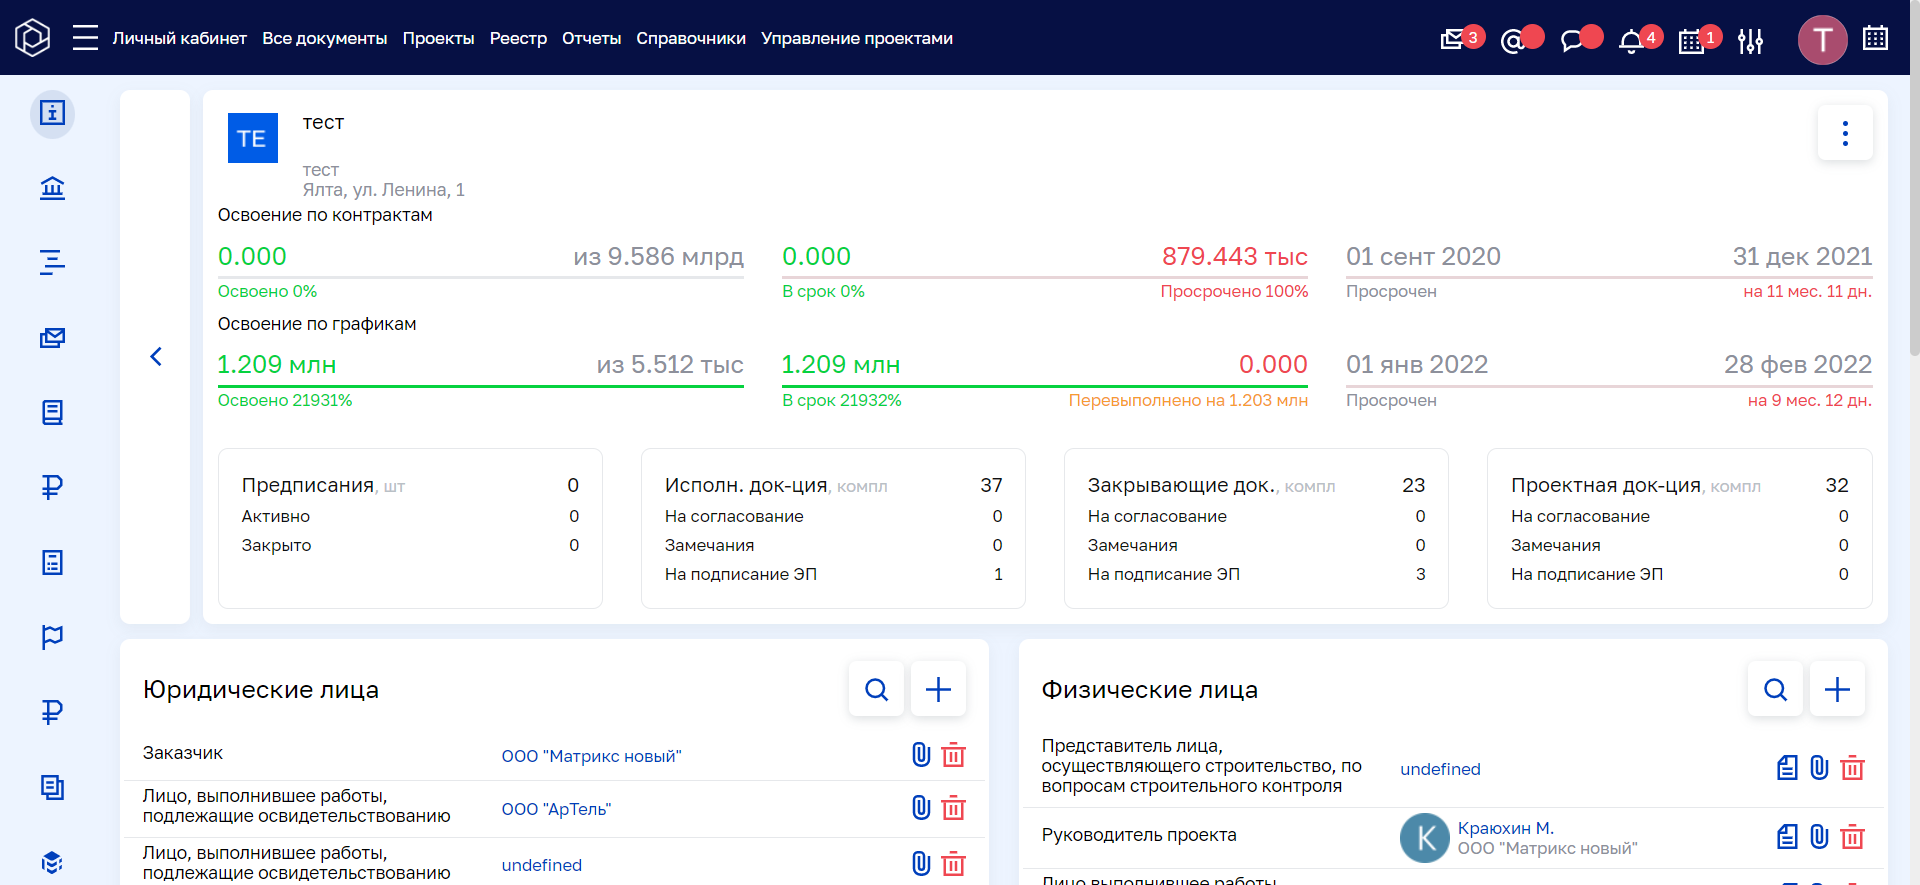 Личный кабинет Все документы Проекты Реестр Отчеты Справочники Управление проектами 3 4 1 T
TE
тест
тест
Ялта, ул. Ленина, 1
Освоение по контрактам
0.000 из 9.586 млрд 0.000 879.443 тыс 01 сент 2020 31 дек 2021
Освоено 0% В срок 0% Просрочено 100% Просрочен на 11 мес. 11 дн.
Освоение по графикам
1.209 млн из 5.512 тыс 1.209 млн 0.000 01 янв 2022 28 фев 2022
Освоено 21931% В срок 21932% Перевыполнено на 1.203 млн Просрочен на 9 мес. 12 дн.
Предписания, шт 0
Активно 0
Закрыто 0
Исполн. док-ция, компл 37
На согласование 0
Замечания 0
На подписание ЭП 1
Закрывающие док., компл 23
На согласование 0
Замечания 0
На подписание ЭП 3
Проектная док-ция, компл 32
На согласование 0
Замечания 0
На подписание ЭП 0
Юридические лица
Заказчик ООО "Матрикс новый"
Лицо, выполнившее работы,
подлежащие освидетельствованию ООО "АрТель"
Лицо, выполнившее работы,
подлежащие освидетельствованию undefined
Физические лица
Представитель лица,
осуществляющего строительство, по
вопросам строительного контроля undefined
Руководитель проекта К Краюхин М.
ООО "Матрикс новый"
Лицо выполнившее работы